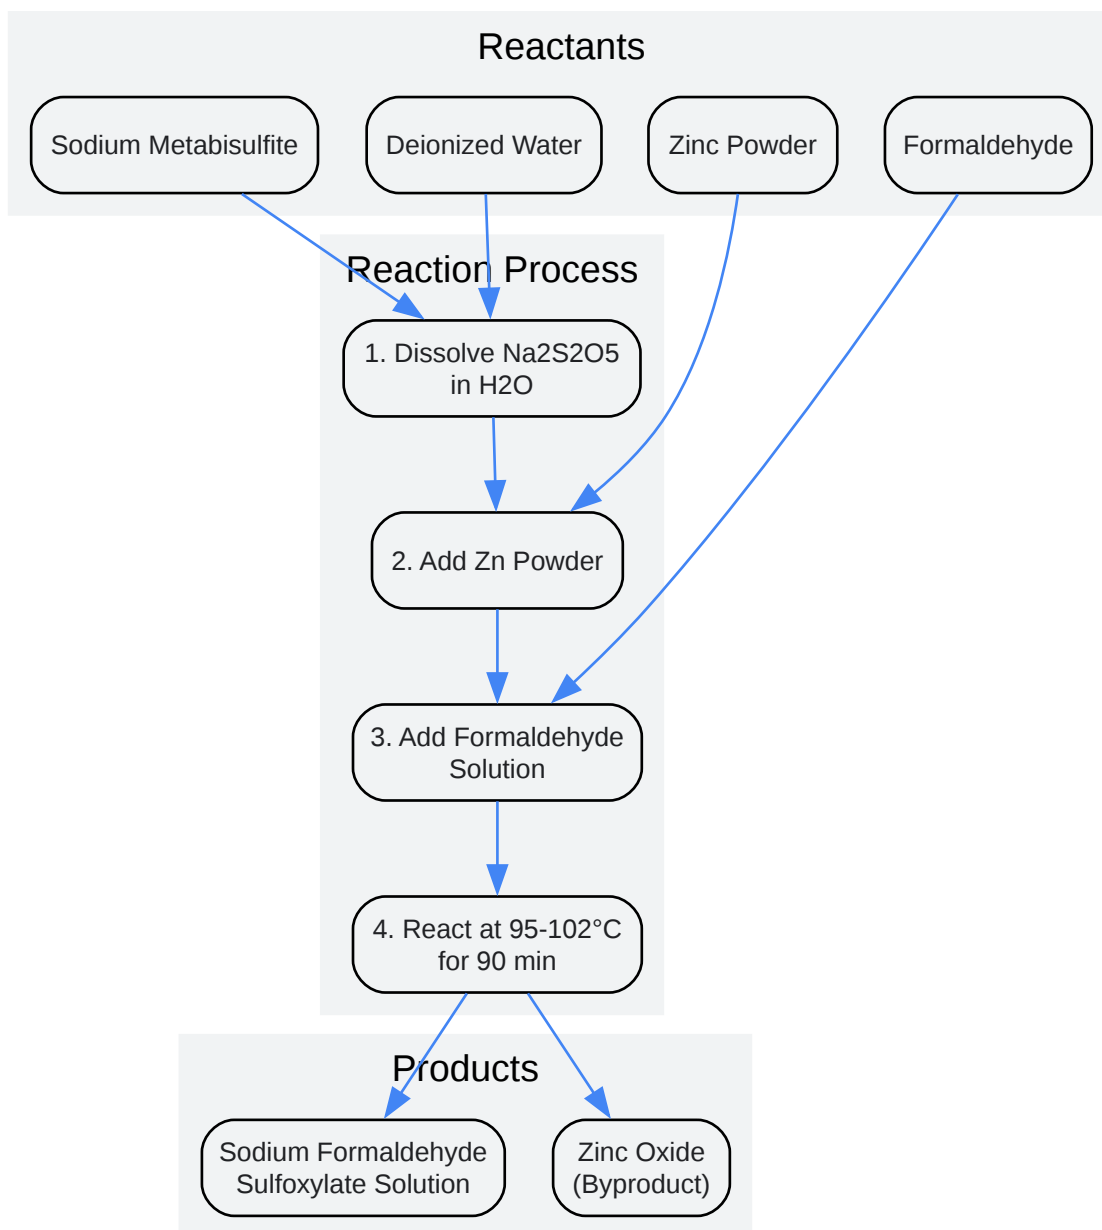 Reactants
Sodium Metabisulfite
Deionized Water
Zinc Powder
Formaldehyde
Reaction Process
1. Dissolve Na2S2O5
in H2O
2. Add Zn Powder
3. Add Formaldehyde
Solution
4. React at 95-102°C
for 90 min
Products
Sodium Formaldehyde
Sulfoxylate Solution
Zinc Oxide
(Byproduct)